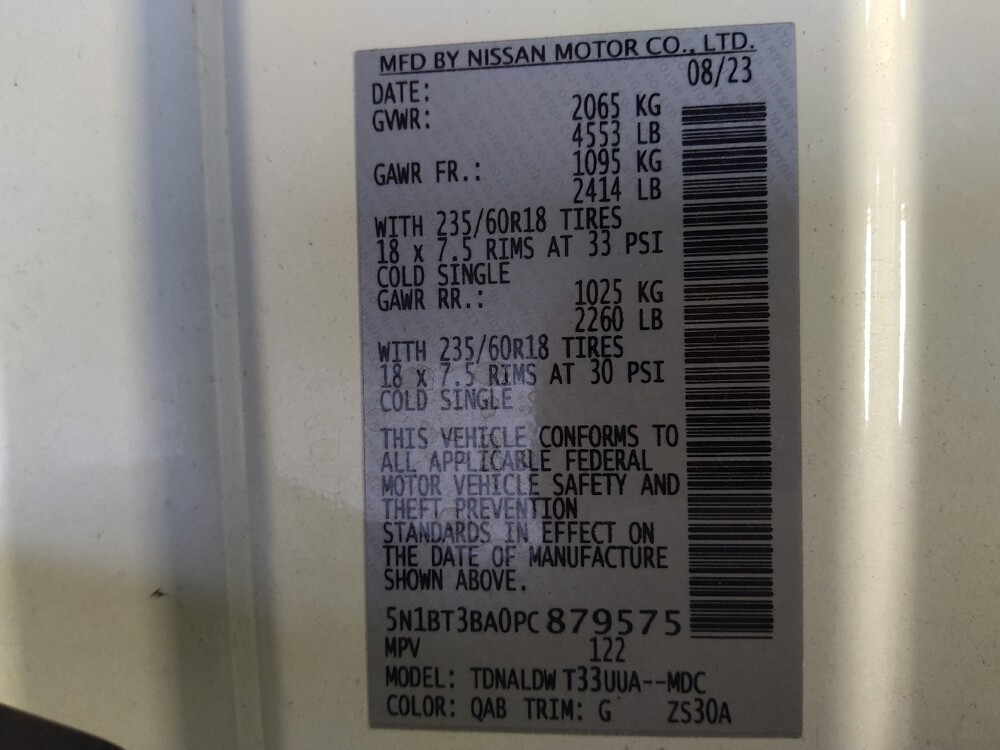 MFD BY NISSAN MOTOR CO., LTD.
DATE: 08/23
GVWR: 2065 KG
4553 LB
GAWR FR.: 1095 KG
2414 LB
WITH 235/60R18 TIRES
18 x 7.5 RIMS AT 33 PSI
COLD SINGLE
GAWR RR.: 1025 KG
2260 LB
WITH 235/60R18 TIRES
18 x 7.5 RIMS AT 30 PSI
COLD SINGLE
THIS VEHICLE CONFORMS TO
ALL APPLICABLE FEDERAL
MOTOR VEHICLE SAFETY AND
THEFT PREVENTION
STANDARDS IN EFFECT ON
THE DATE OF MANUFACTURE
SHOWN ABOVE.
5N1BT3BA0PC879575
MPV 122
MODEL: TDNALDW T33UUA--MDC
COLOR: QAB TRIM: G ZS30A